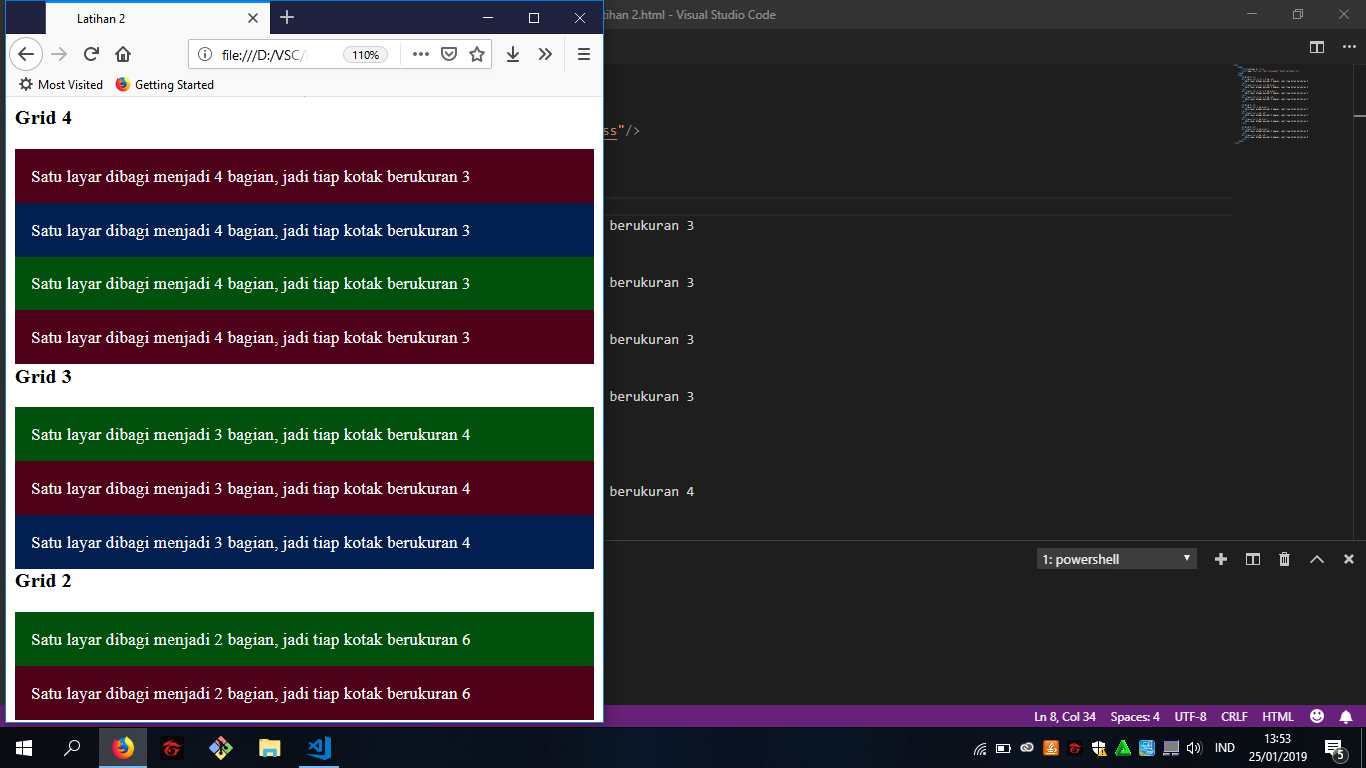 Latihan 2
atihan 2.html - Visual Studio Code
file:///D:/VSC/
110%
Most Visited
Getting Started
Grid 4
ss"/>
Satu layar dibagi menjadi 4 bagian, jadi tiap kotak berukuran 3
Satu layar dibagi menjadi 4 bagian, jadi tiap kotak berukuran 3
Satu layar dibagi menjadi 4 bagian, jadi tiap kotak berukuran 3
Satu layar dibagi menjadi 4 bagian, jadi tiap kotak berukuran 3
berukuran 3
berukuran 3
berukuran 3
berukuran 3
Grid 3
Satu layar dibagi menjadi 3 bagian, jadi tiap kotak berukuran 4
Satu layar dibagi menjadi 3 bagian, jadi tiap kotak berukuran 4
Satu layar dibagi menjadi 3 bagian, jadi tiap kotak berukuran 4
berukuran 4
Grid 2
Satu layar dibagi menjadi 2 bagian, jadi tiap kotak berukuran 6
Satu layar dibagi menjadi 2 bagian, jadi tiap kotak berukuran 6
1: powershell
Ln 8, Col 34
Spaces: 4
UTF-8
CRLF
HTML
IND
13:53
25/01/2019
5